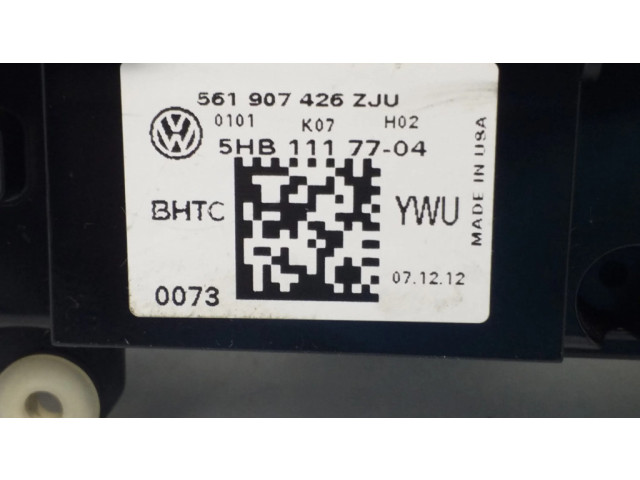 561 907 426 ZJU
0101 K07 H02
5HB 111 77-04
BHTC
YWU
07.12.12
0073
MADE IN USA